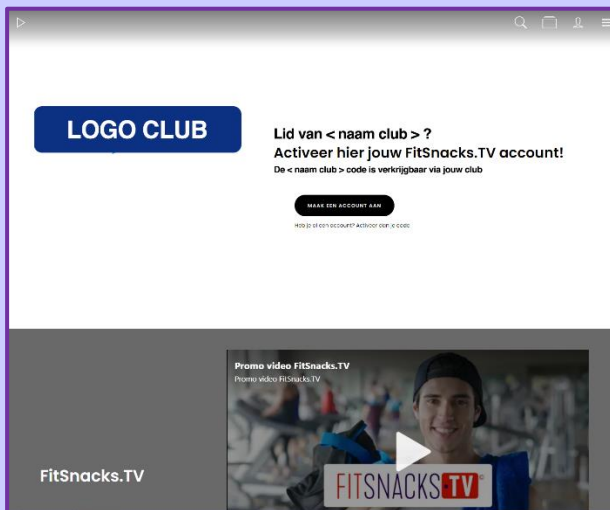 LOGO CLUB
Lid van < naam club > ?
Activeer hier jouw FitSnacks.TV account!
De < naam club > code is verkrijgbaar via jouw club
MAAK EEN ACCOUNT AAN
Heb je al een account? Activeer dan je code
Promo video FitSnacks.TV
Promo video FitSnacks.TV
FitSnacks.TV
FITSNACKS TV